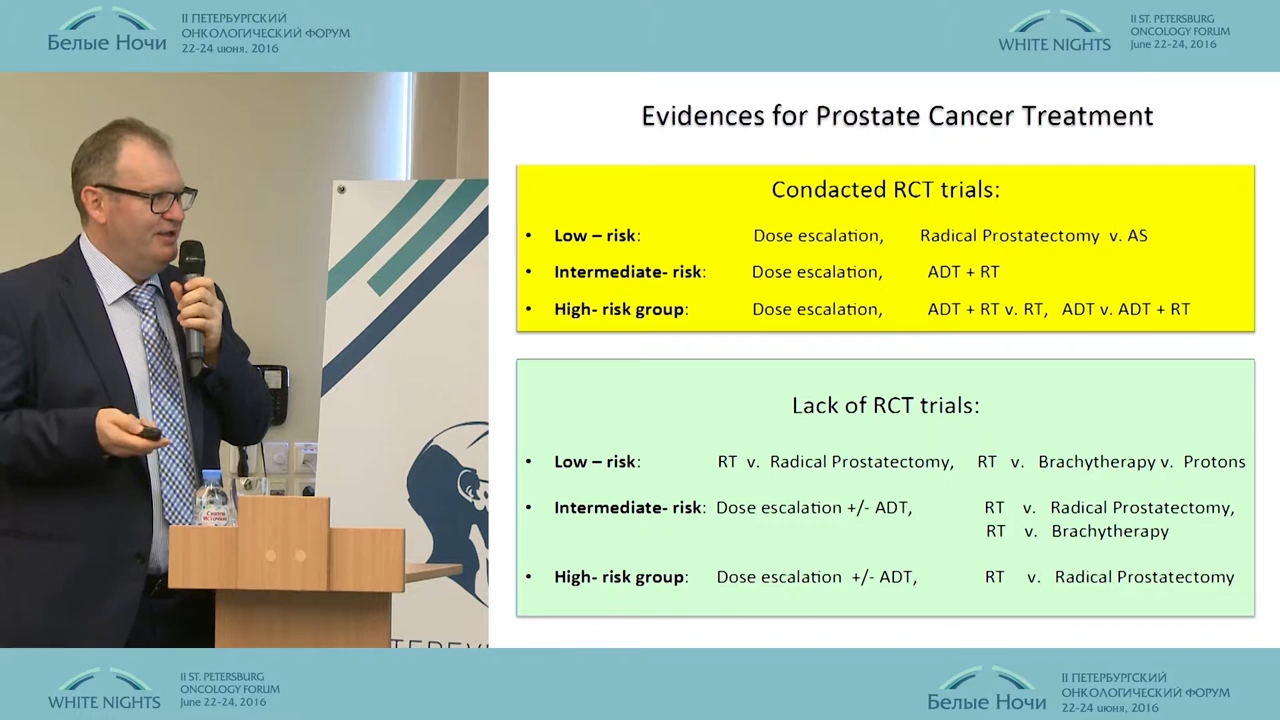 II ПЕТЕРБУРГСКИЙ
ОНКОЛОГИЧЕСКИЙ ФОРУМ
Белые Ночи
22-24 июня, 2016
II ST. PETERSBURG
ONCOLOGY FORUM
WHITE NIGHTS
June 22-24, 2016
Evidences for Prostate Cancer Treatment
Condacted RCT trials:
• Low – risk: Dose escalation, Radical Prostatectomy v. AS
• Intermediate- risk: Dose escalation, ADT + RT
• High- risk group: Dose escalation, ADT + RT v. RT, ADT v. ADT + RT
Lack of RCT trials:
• Low – risk: RT v. Radical Prostatectomy, RT v. Brachytherapy v. Protons
• Intermediate- risk: Dose escalation +/- ADT, RT v. Radical Prostatectomy,
RT v. Brachytherapy
• High- risk group: Dose escalation +/- ADT, RT v. Radical Prostatectomy
Святой
Источник
II ST. PETERSBURG
ONCOLOGY FORUM
WHITE NIGHTS
June 22-24, 2016
II ПЕТЕРБУРГСКИЙ
ОНКОЛОГИЧЕСКИЙ ФОРУМ
Белые Ночи
22-24 июня, 2016